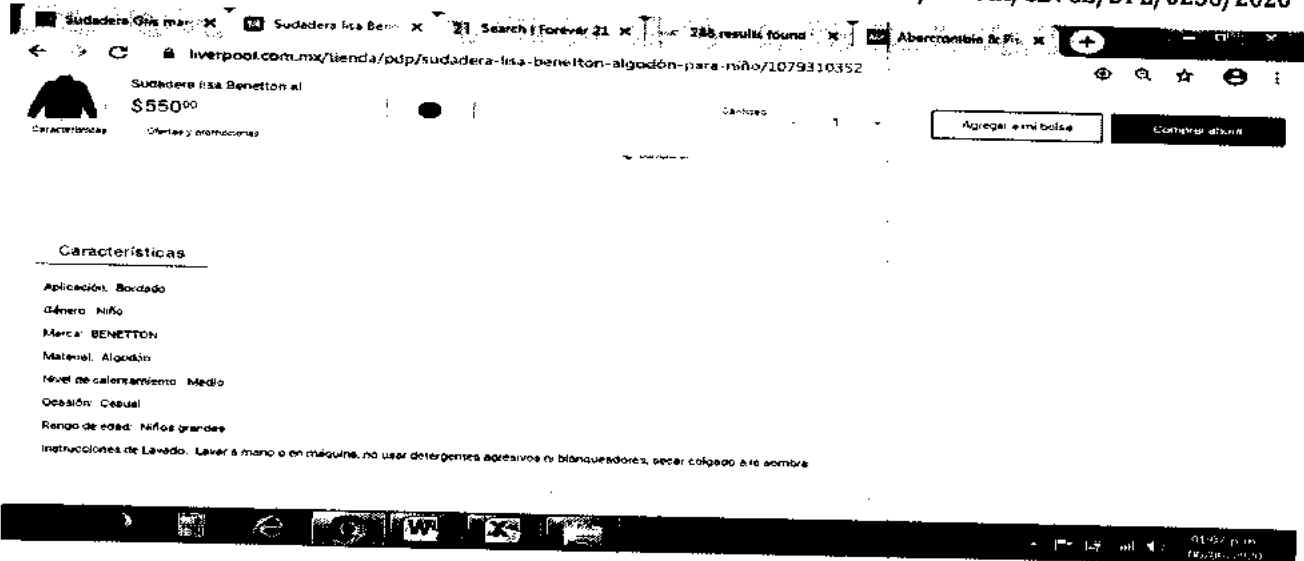 Sudadera Gris mar Sudadera lisa Ben 21 Search | Forever 21 288 results found Abercrombie & Fit
liverpool.com.mx/tienda/pdp/sudadera-lisa-benetton-algodón-para-niño/1079310352
Sudadera lisa Benetton al
$550⁰⁰
Cantidad
1
Agregar a mi bolsa
Comprar ahora
Características Ofertas y promociones
Características
Aplicación: Bordado
Género: Niño
Marca: BENETTON
Material: Algodón
Nivel de calentamiento: Medio
Ocasión: Casual
Rango de edad: Niños grandes
Instrucciones de Lavado: Lavar a mano o en máquina, no usar detergentes agresivos ni blanqueadores, secar colgado a la sombra
01:07 p.m.